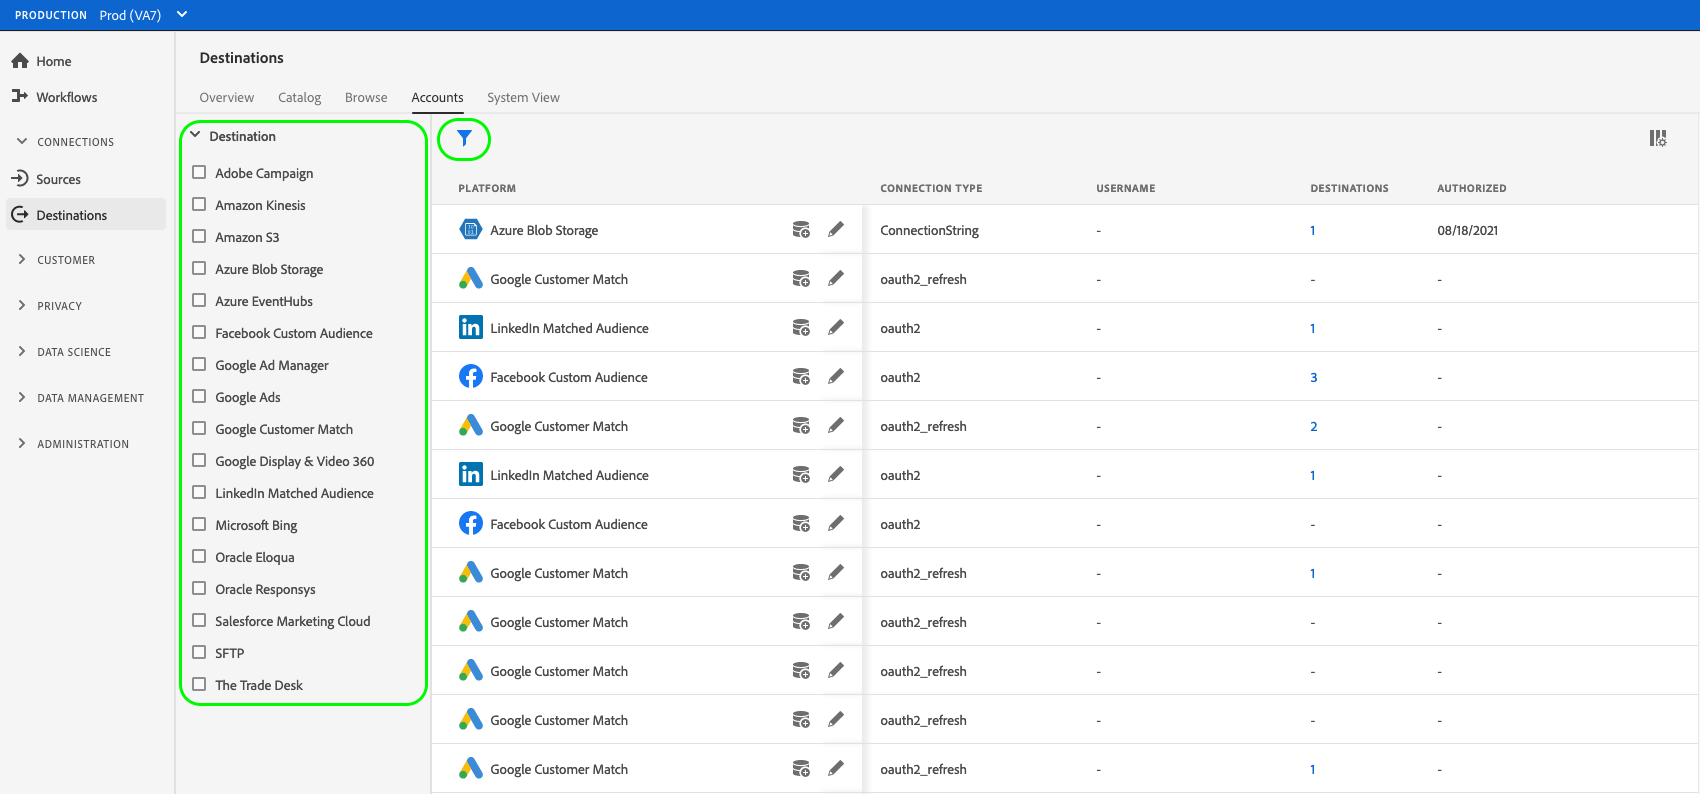 PRODUCTION Prod (VA7)
Home
Workflows
CONNECTIONS
Sources
Destinations
CUSTOMER
PRIVACY
DATA SCIENCE
DATA MANAGEMENT
ADMINISTRATION
Destinations
Overview Catalog Browse Accounts System View
Destination
Adobe Campaign
Amazon Kinesis
Amazon S3
Azure Blob Storage
Azure EventHubs
Facebook Custom Audience
Google Ad Manager
Google Ads
Google Customer Match
Google Display & Video 360
LinkedIn Matched Audience
Microsoft Bing
Oracle Eloqua
Oracle Responsys
Salesforce Marketing Cloud
SFTP
The Trade Desk
PLATFORM CONNECTION TYPE USERNAME DESTINATIONS AUTHORIZED
Azure Blob Storage ConnectionString - 1 08/18/2021
Google Customer Match oauth2_refresh - - -
in LinkedIn Matched Audience oauth2 - 1 -
Facebook Custom Audience oauth2 - 3 -
Google Customer Match oauth2_refresh - 2 -
in LinkedIn Matched Audience oauth2 - 1 -
Facebook Custom Audience oauth2 - - -
Google Customer Match oauth2_refresh - 1 -
Google Customer Match oauth2_refresh - - -
Google Customer Match oauth2_refresh - - -
Google Customer Match oauth2_refresh - - -
Google Customer Match oauth2_refresh - 1 -